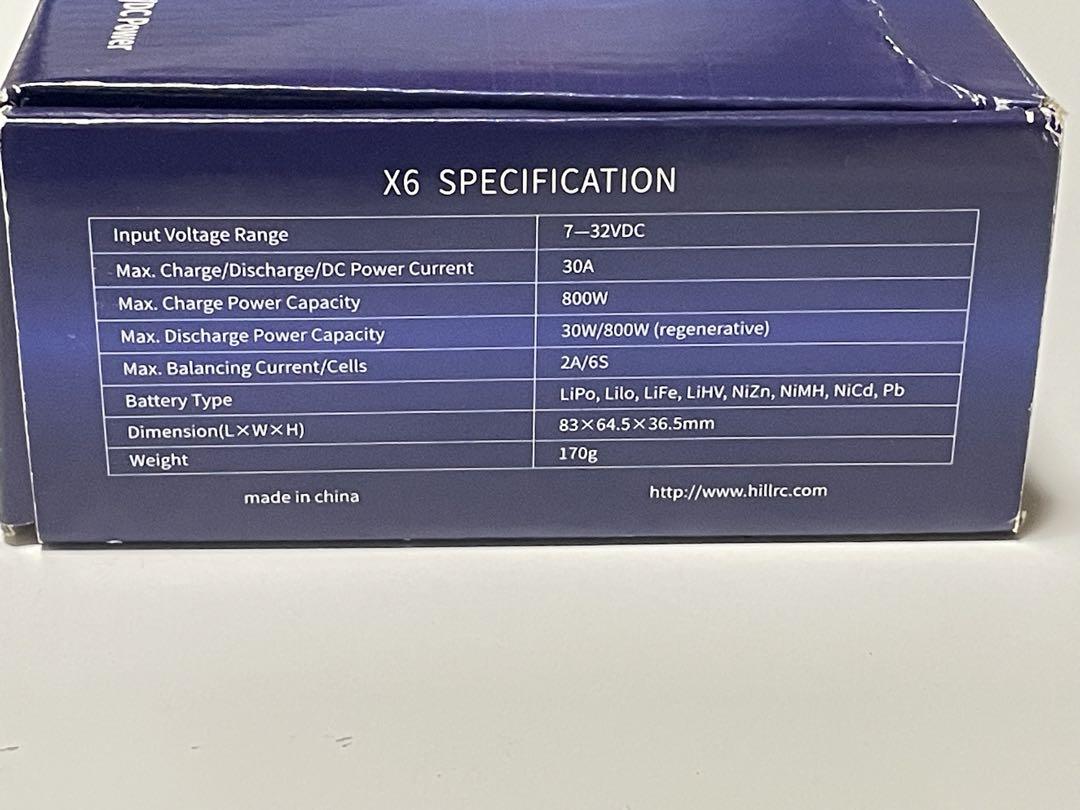 DC Power
X6 SPECIFICATION
Input Voltage Range 7—32VDC
Max. Charge/Discharge/DC Power Current 30A
Max. Charge Power Capacity 800W
Max. Discharge Power Capacity 30W/800W (regenerative)
Max. Balancing Current/Cells 2A/6S
Battery Type LiPo, Lilo, LiFe, LiHV, NiZn, NiMH, NiCd, Pb
Dimension(L×W×H) 83×64.5×36.5mm
Weight 170g
made in china http://www.hillrc.com